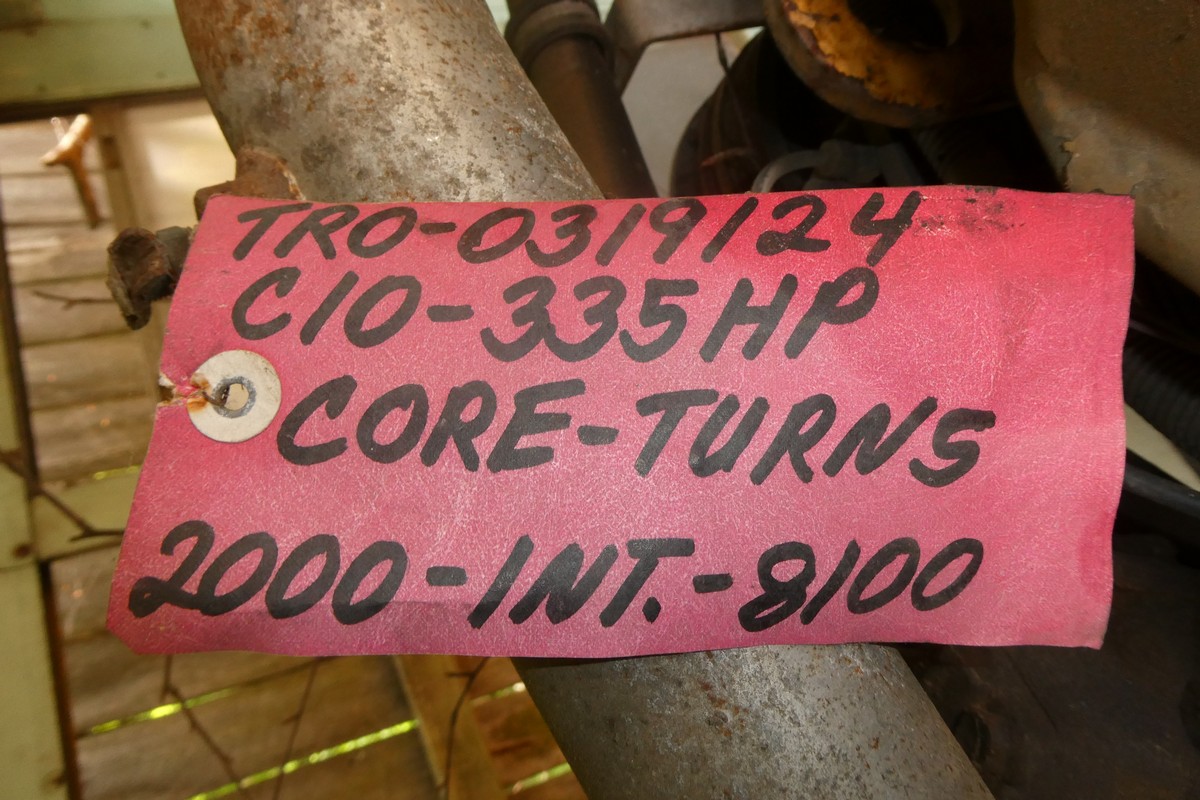 TRO-0319124
C10-335HP
CORE-TURNS
2000-INT.-8100